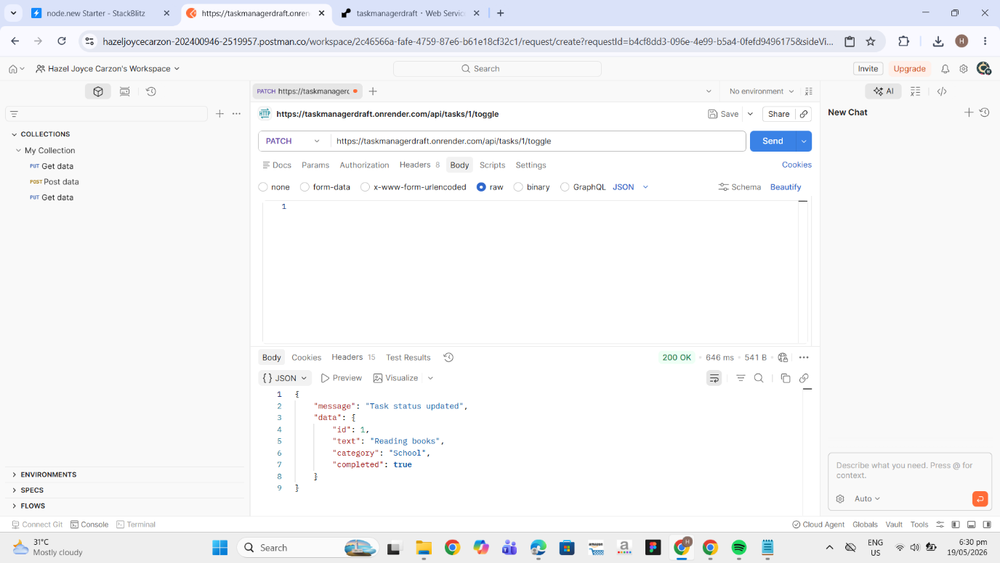 node.new Starter - StackBlitz
https://taskmanagerdraft.onren
taskmanagerdraft · Web Servic
hazeljoycecarzon-202400946-2519957.postman.co/workspace/2c46566a-fafe-4759-87e6-b61e18cf32c1/request/create?requestId=b4cf8dd3-096e-4e99-b5a4-0fefd9496175&sideVi...
H
Hazel Joyce Carzon's Workspace
Search
Invite
Upgrade
PATCH https://taskmanagerc
No environment
AI
HTTP https://taskmanagerdraft.onrender.com/api/tasks/1/toggle
Save
Share
New Chat
COLLECTIONS
My Collection
PUT Get data
POST Post data
PUT Get data
PATCH
https://taskmanagerdraft.onrender.com/api/tasks/1/toggle
Send
Docs
Params
Authorization
Headers 8
Body
Scripts
Settings
Cookies
none
form-data
x-www-form-urlencoded
raw
binary
GraphQL
JSON
Schema
Beautify
1
Body
Cookies
Headers 15
Test Results
200 OK
646 ms
541 B
{} JSON
Preview
Visualize
1 {
2 "message": "Task status updated",
3 "data": {
4 "id": 1,
5 "text": "Reading books",
6 "category": "School",
7 "completed": true
8 }
9 }
ENVIRONMENTS
SPECS
FLOWS
Describe what you need. Press @ for
context.
Auto
Connect Git
Console
Terminal
Cloud Agent
Globals
Vault
Tools
31°C
Mostly cloudy
Search
amazon
a
H
ENG
US
6:30 pm
19/05/2026